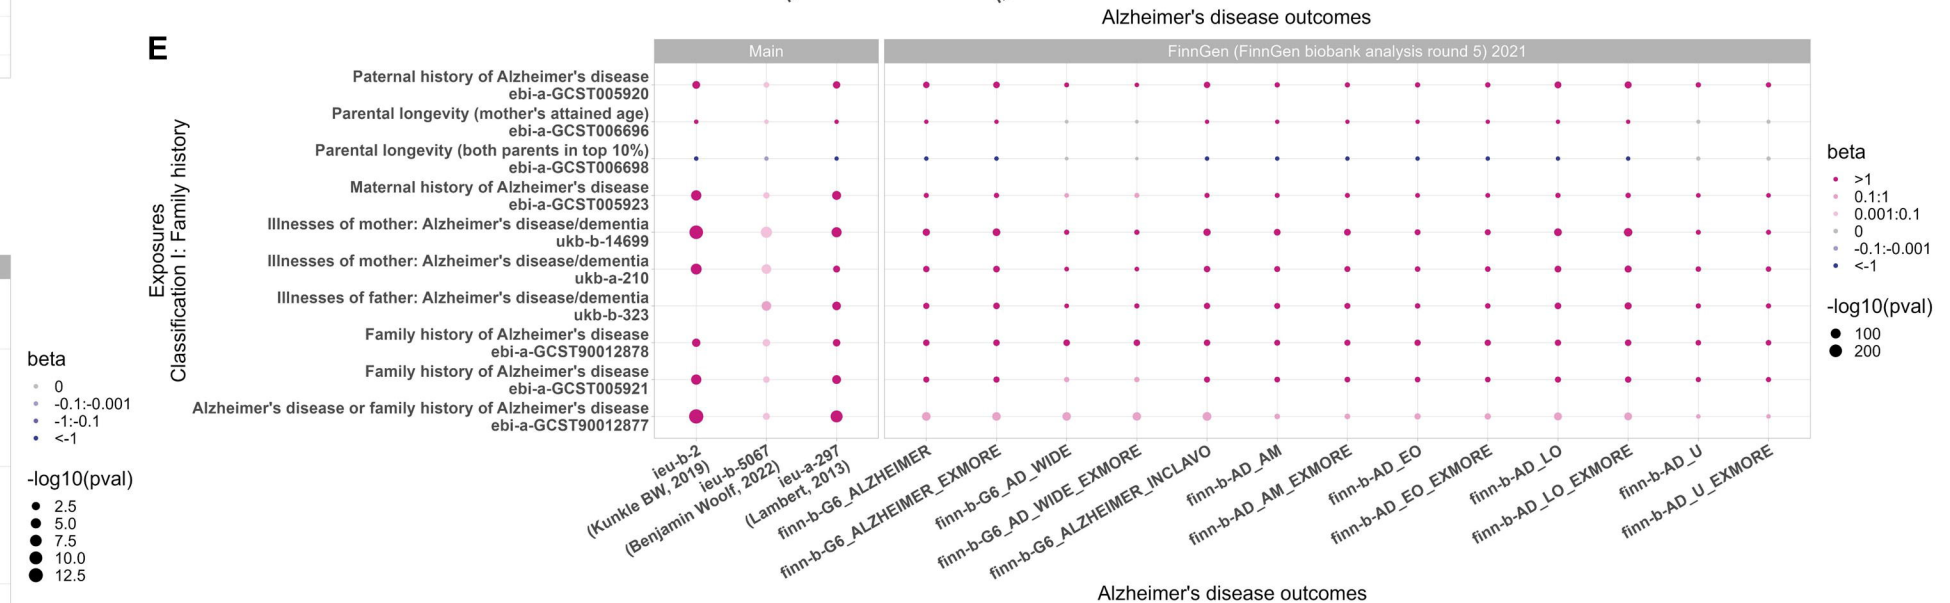 Alzheimer's disease outcomes
E
Main
FinnGen (FinnGen biobank analysis round 5) 2021
Exposures
Classification I: Family history
Paternal history of Alzheimer's disease
ebi-a-GCST005920
Parental longevity (mother's attained age)
ebi-a-GCST006696
Parental longevity (both parents in top 10%)
ebi-a-GCST006698
Maternal history of Alzheimer's disease
ebi-a-GCST005923
Illnesses of mother: Alzheimer's disease/dementia
ukb-b-14699
Illnesses of mother: Alzheimer's disease/dementia
ukb-a-210
Illnesses of father: Alzheimer's disease/dementia
ukb-b-323
Family history of Alzheimer's disease
ebi-a-GCST90012878
Family history of Alzheimer's disease
ebi-a-GCST005921
Alzheimer's disease or family history of Alzheimer's disease
ebi-a-GCST90012877
ieu-b-2
(Kunkle BW, 2019)
ieu-b-5067
(Benjamin Woolf, 2022)
ieu-a-297
(Lambert, 2013)
finn-b-G6_ALZHEIMER
finn-b-G6_ALZHEIMER_EXMORE
finn-b-G6_AD_WIDE
finn-b-G6_AD_WIDE_EXMORE
finn-b-G6_ALZHEIMER_INCLAVO
finn-b-AD_AM
finn-b-AD_AM_EXMORE
finn-b-AD_EO
finn-b-AD_EO_EXMORE
finn-b-AD_LO
finn-b-AD_LO_EXMORE
finn-b-AD_U
finn-b-AD_U_EXMORE
Alzheimer's disease outcomes
beta
>1
0.1:1
0.001:0.1
0
-0.1:-0.001
<-1
-log10(pval)
100
200
beta
0
-0.1:-0.001
-1:-0.1
<-1
-log10(pval)
2.5
5.0
7.5
10.0
12.5